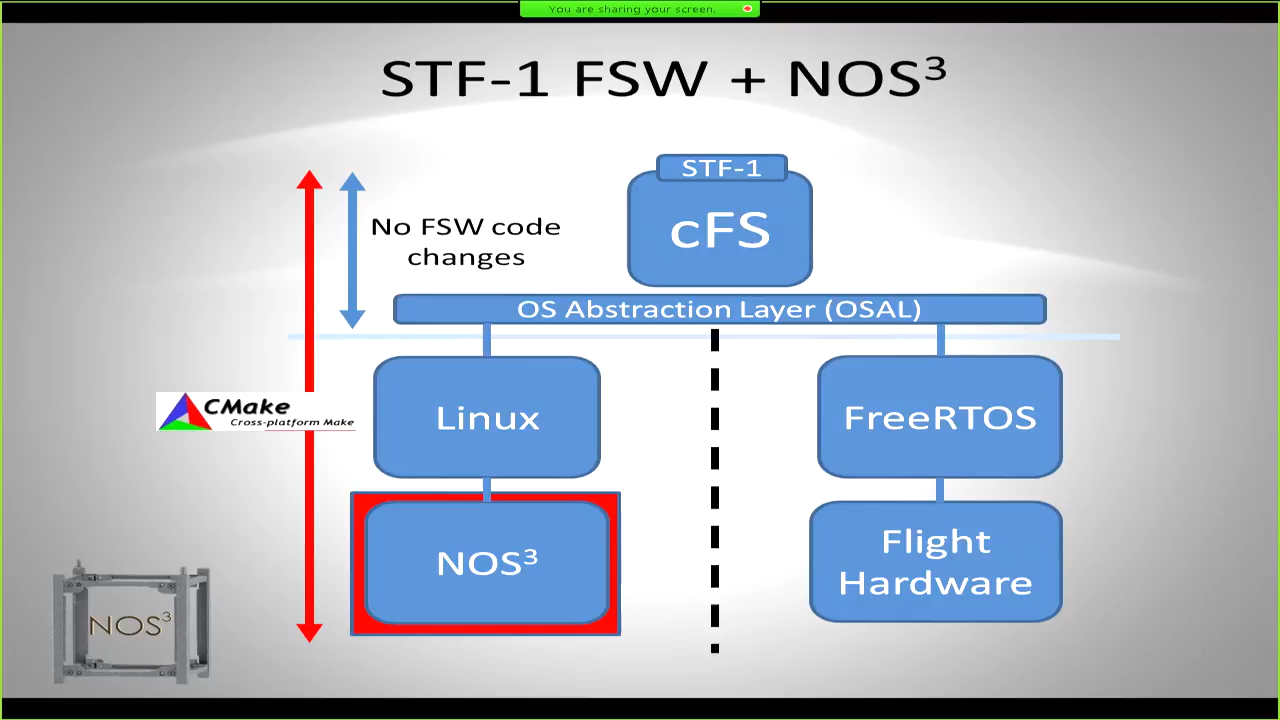 You are sharing your screen.
STF-1 FSW + NOS³
STF-1
cFS
No FSW code
changes
OS Abstraction Layer (OSAL)
CMake
Cross-platform Make
Linux
FreeRTOS
NOS³
Flight
Hardware
NOS³